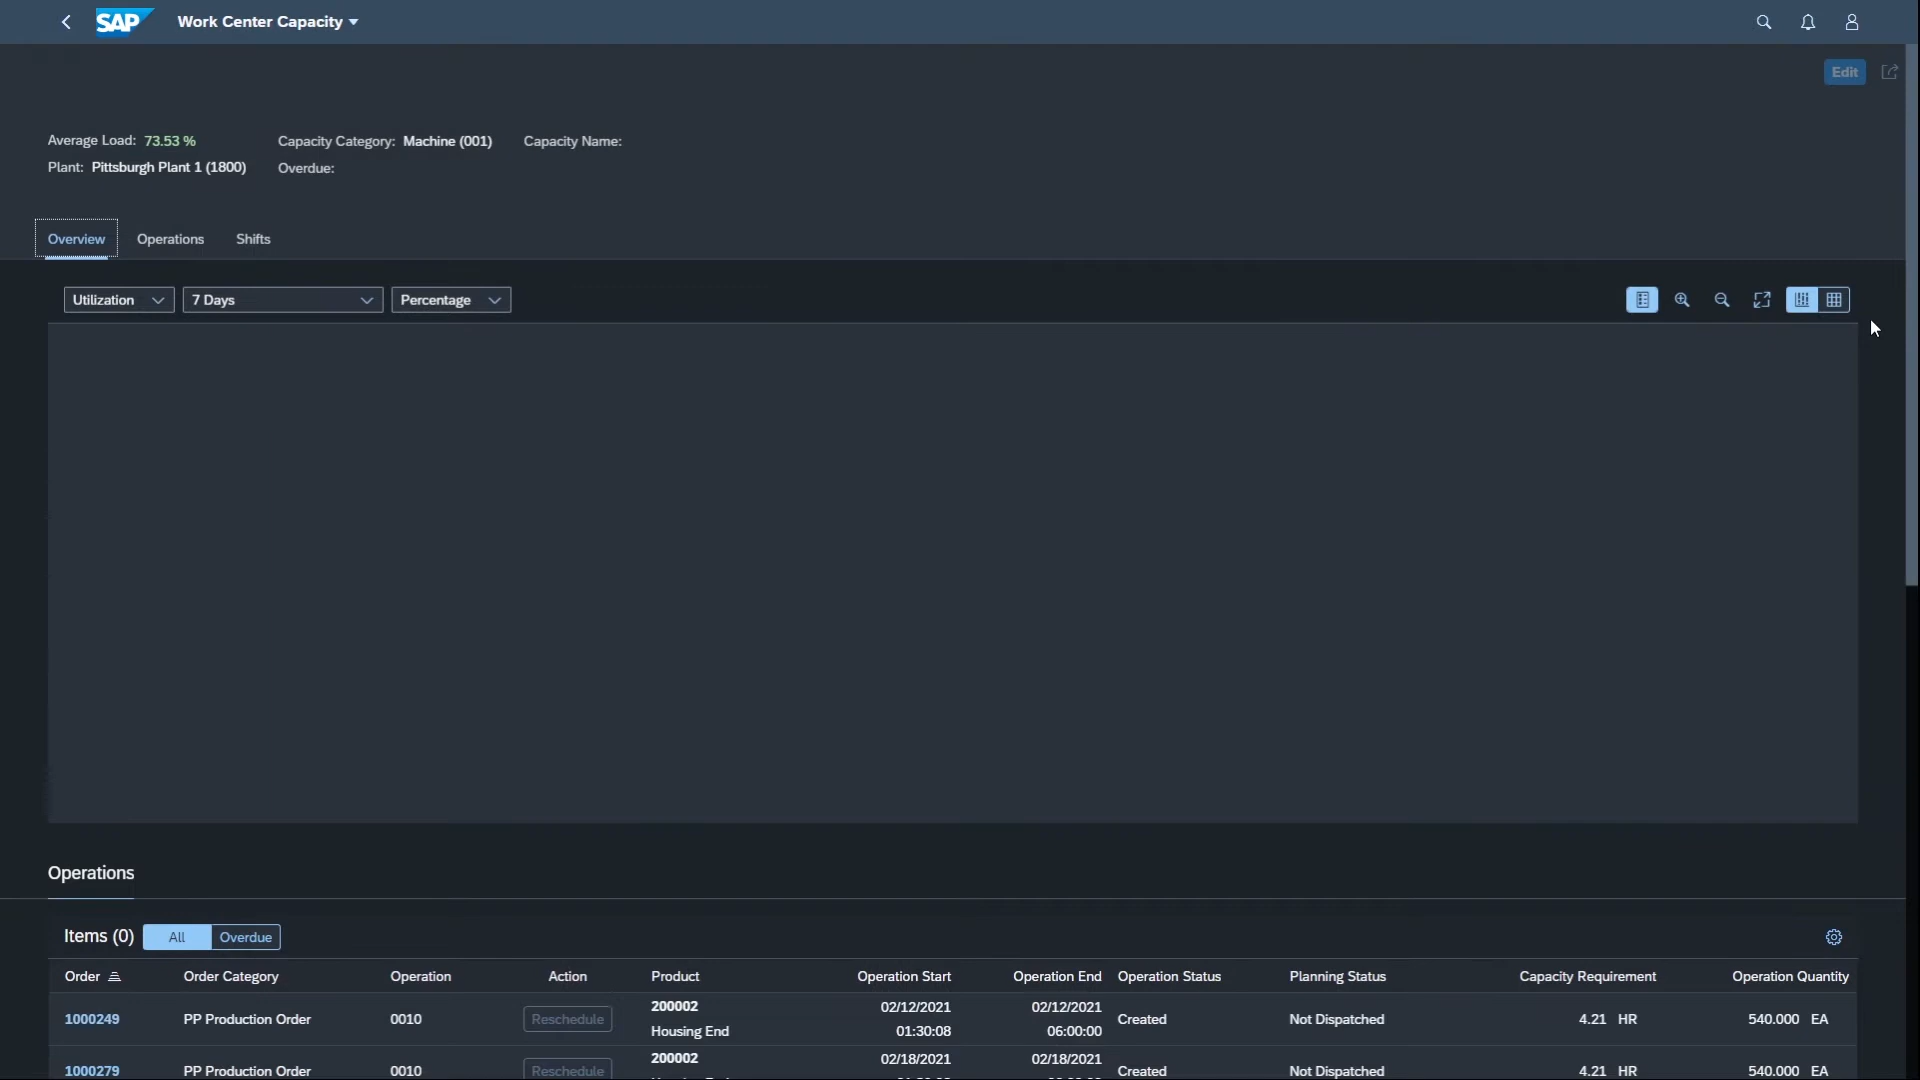 SAP Work Center Capacity
Edit
Average Load: 73.53 % Capacity Category: Machine (001) Capacity Name:
Plant: Pittsburgh Plant 1 (1800) Overdue:
Overview Operations Shifts
Utilization 7 Days Percentage
Operations
Items (0) All Overdue
Order Order Category Operation Action Product Operation Start Operation End Operation Status Planning Status Capacity Requirement Operation Quantity
200002 02/12/2021 02/12/2021
1000249 PP Production Order 0010 Reschedule Created Not Dispatched 4.21 HR 540.000 EA
Housing End 01:30:08 06:00:00
200002 02/18/2021 02/18/2021
1000279 PP Production Order 0010 Reschedule Created Not Dispatched 4.21 HR 540.000 EA